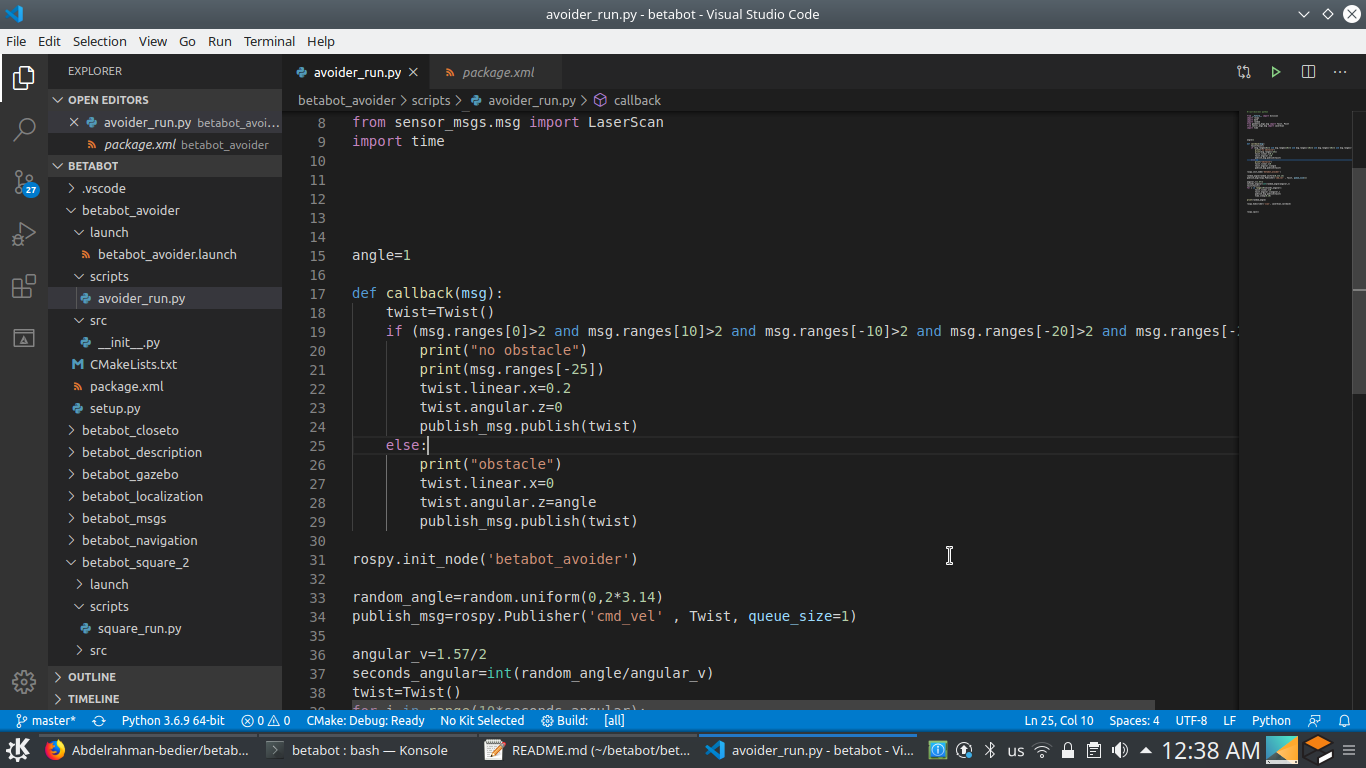 avoider_run.py - betabot - Visual Studio Code
File Edit Selection View Go Run Terminal Help
EXPLORER
OPEN EDITORS
avoider_run.py betabot_avoi...
package.xml betabot_avoider
BETABOT
.vscode
betabot_avoider
launch
betabot_avoider.launch
scripts
avoider_run.py
src
__init__.py
CMakeLists.txt
package.xml
setup.py
betabot_closeto
betabot_description
betabot_gazebo
betabot_localization
betabot_msgs
betabot_navigation
betabot_square_2
launch
scripts
square_run.py
src
OUTLINE
TIMELINE
27
avoider_run.py package.xml
betabot_avoider > scripts > avoider_run.py > callback
8 from sensor_msgs.msg import LaserScan
9 import time
10
11
12
13
14
15 angle=1
16
17 def callback(msg):
18 twist=Twist()
19 if (msg.ranges[0]>2 and msg.ranges[10]>2 and msg.ranges[-10]>2 and msg.ranges[-20]>2 and msg.ranges[-
20 print("no obstacle")
21 print(msg.ranges[-25])
22 twist.linear.x=0.2
23 twist.angular.z=0
24 publish_msg.publish(twist)
25 else:
26 print("obstacle")
27 twist.linear.x=0
28 twist.angular.z=angle
29 publish_msg.publish(twist)
30
31 rospy.init_node('betabot_avoider')
32
33 random_angle=random.uniform(0,2*3.14)
34 publish_msg=rospy.Publisher('cmd_vel' , Twist, queue_size=1)
35
36 angular_v=1.57/2
37 seconds_angular=int(random_angle/angular_v)
38 twist=Twist()
master* Python 3.6.9 64-bit 0 0 CMake: Debug: Ready No Kit Selected Build: [all] Ln 25, Col 10 Spaces: 4 UTF-8 LF Python
Abdelrman-bedier/betab... betabot : bash — Konsole README.md (~/betabot/bet... avoider_run.py - betabot - Vi... us 12:38 AM